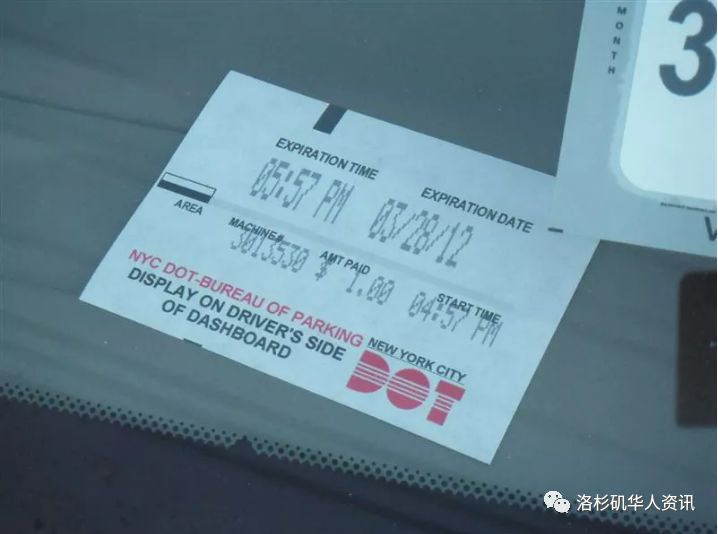 MONTH
3
EXPIRATION TIME
05:57 PM
EXPIRATION DATE
03/28/12
AREA
MACHINE#
3013530
AMT PAID
$ 1.00
START TIME
04:57 PM
NYC DOT-BUREAU OF PARKING
DISPLAY ON DRIVER'S SIDE
OF DASHBOARD
NEW YORK CITY
DOT
洛杉矶华人资讯